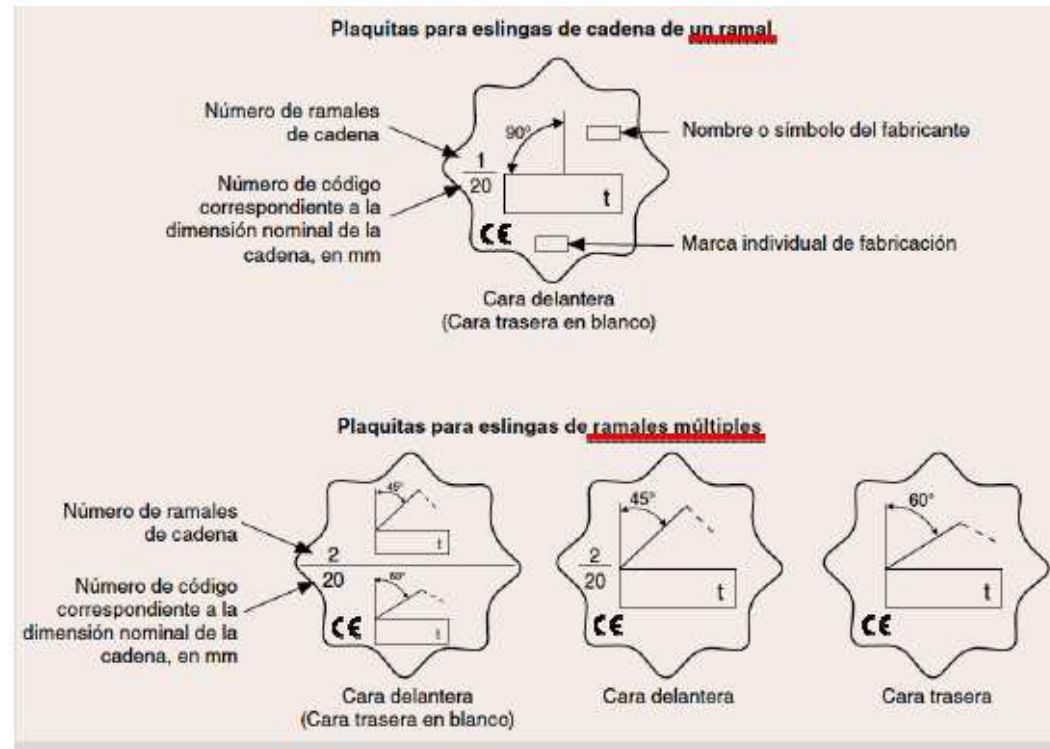 Plaquitas para eslingas de cadena de un ramal
Número de ramales
de cadena
Número de código
correspondiente a la
dimensión nominal de la
cadena, en mm
90°
1
20
t
CE
Nombre o símbolo del fabricante
Marca individual de fabricación
Cara delantera
(Cara trasera en blanco)
Plaquitas para eslingas de ramales múltiples
Número de ramales
de cadena
Número de código
correspondiente a la
dimensión nominal de la
cadena, en mm
45°
t
2
20
60°
t
CE
Cara delantera
(Cara trasera en blanco)
45°
2
20
t
CE
Cara delantera
60°
t
CE
Cara trasera